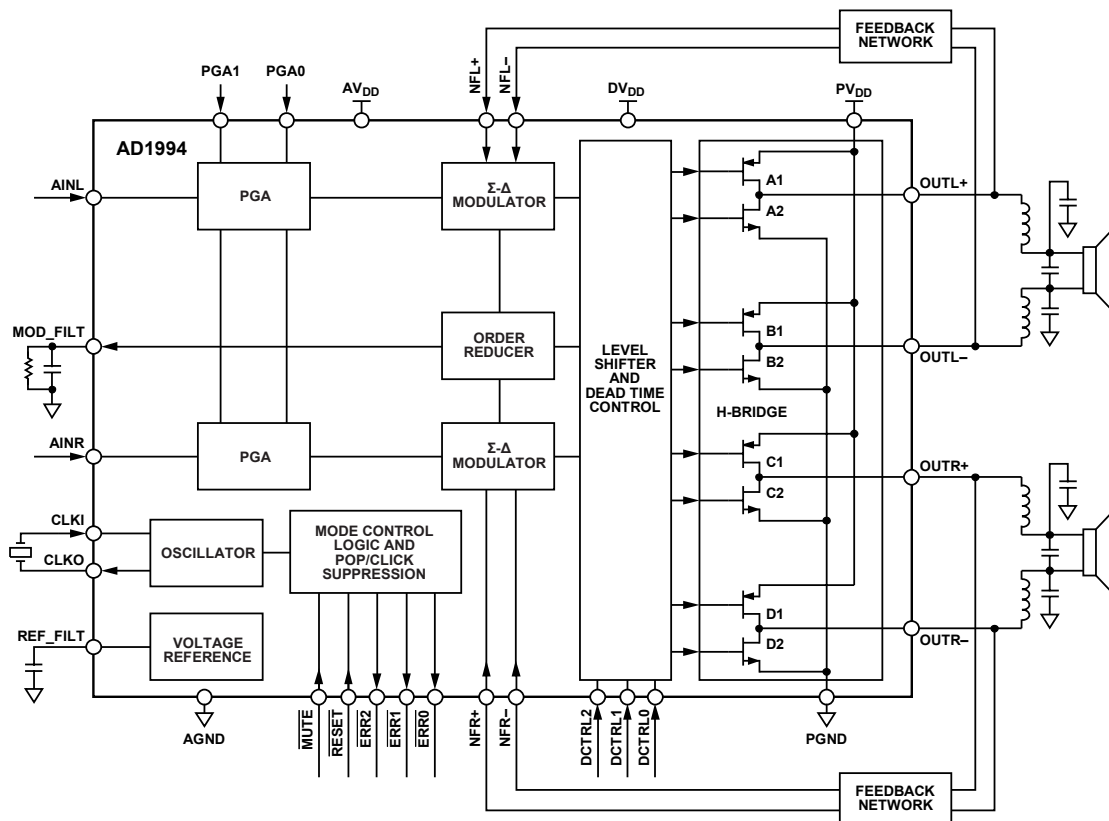 FEEDBACK
NETWORK
PGA1
PGA0
AVDD
NFL+
NFL–
DVDD
PVDD
AD1994
AINL
PGA
Σ-Δ
MODULATOR
A1
A2
OUTL+
MOD_FILT
ORDER
REDUCER
LEVEL
SHIFTER
AND
DEAD TIME
CONTROL
B1
B2
OUTL–
H-BRIDGE
AINR
PGA
Σ-Δ
MODULATOR
C1
C2
OUTR+
CLKI
CLKO
OSCILLATOR
MODE CONTROL
LOGIC AND
POP/CLICK
SUPPRESSION
REF_FILT
VOLTAGE
REFERENCE
D1
D2
OUTR–
AGND
MUTE
RESET
ERR2
ERR1
ERR0
NFR+
NFR–
DCTRL2
DCTRL1
DCTRL0
PGND
FEEDBACK
NETWORK